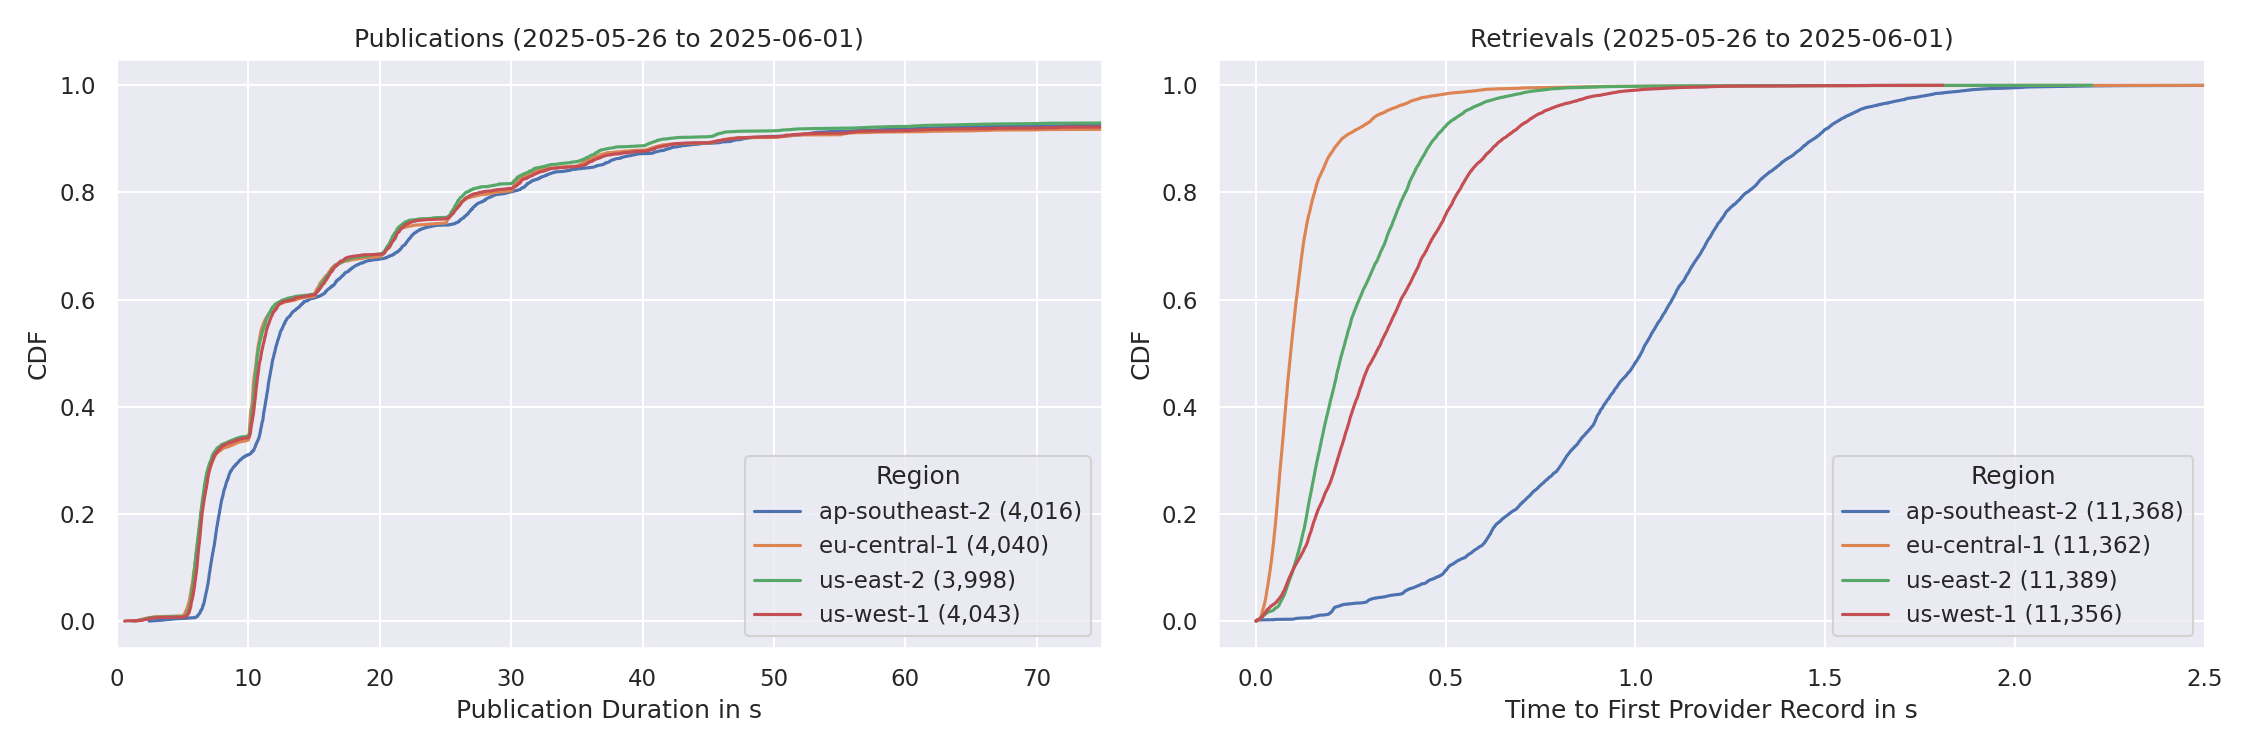 Publications (2025-05-26 to 2025-06-01)
1.0
0.8
0.6
0.4
0.2
0.0
CDF
0 10 20 30 40 50 60 70
Publication Duration in s
Region
ap-southeast-2 (4,016)
eu-central-1 (4,040)
us-east-2 (3,998)
us-west-1 (4,043)
Retrievals (2025-05-26 to 2025-06-01)
1.0
0.8
0.6
0.4
0.2
0.0
CDF
0.0 0.5 1.0 1.5 2.0 2.5
Time to First Provider Record in s
Region
ap-southeast-2 (11,368)
eu-central-1 (11,362)
us-east-2 (11,389)
us-west-1 (11,356)